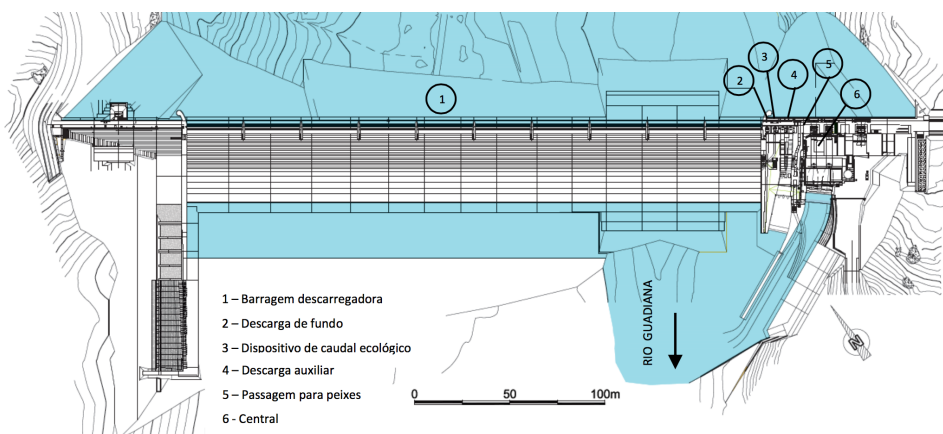 3
5
2
4
1
6
1 – Barragem descarregadora
2 – Descarga de fundo
3 – Dispositivo de caudal ecológico
4 – Descarga auxiliar
5 – Passagem para peixes
6 - Central
RIO GUADIANA
N
0 50 100m